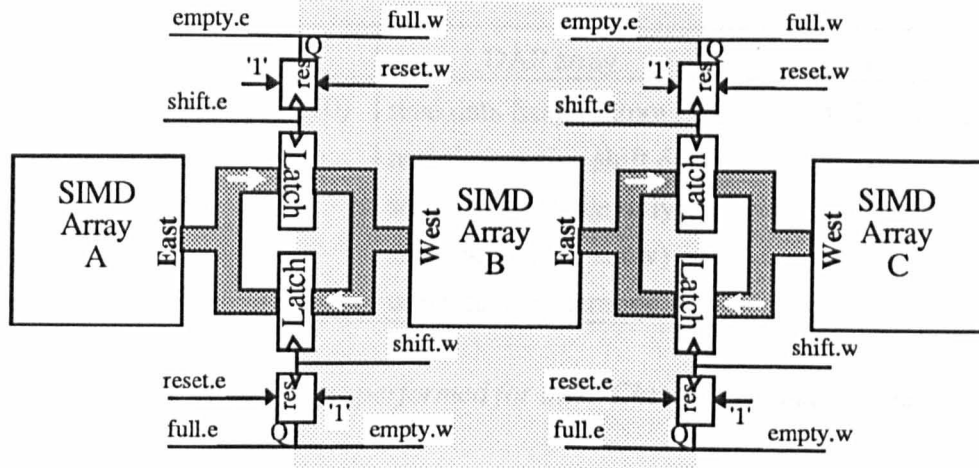 empty.e full.w empty.e full.w
Q Q
'1' res reset.w '1' res reset.w
shift.e shift.e
Latch Latch
SIMD Array A East
West SIMD Array B East
West SIMD Array C
Latch Latch
shift.w shift.w
reset.e res '1' reset.e res '1'
Q Q
full.e empty.w full.e empty.w